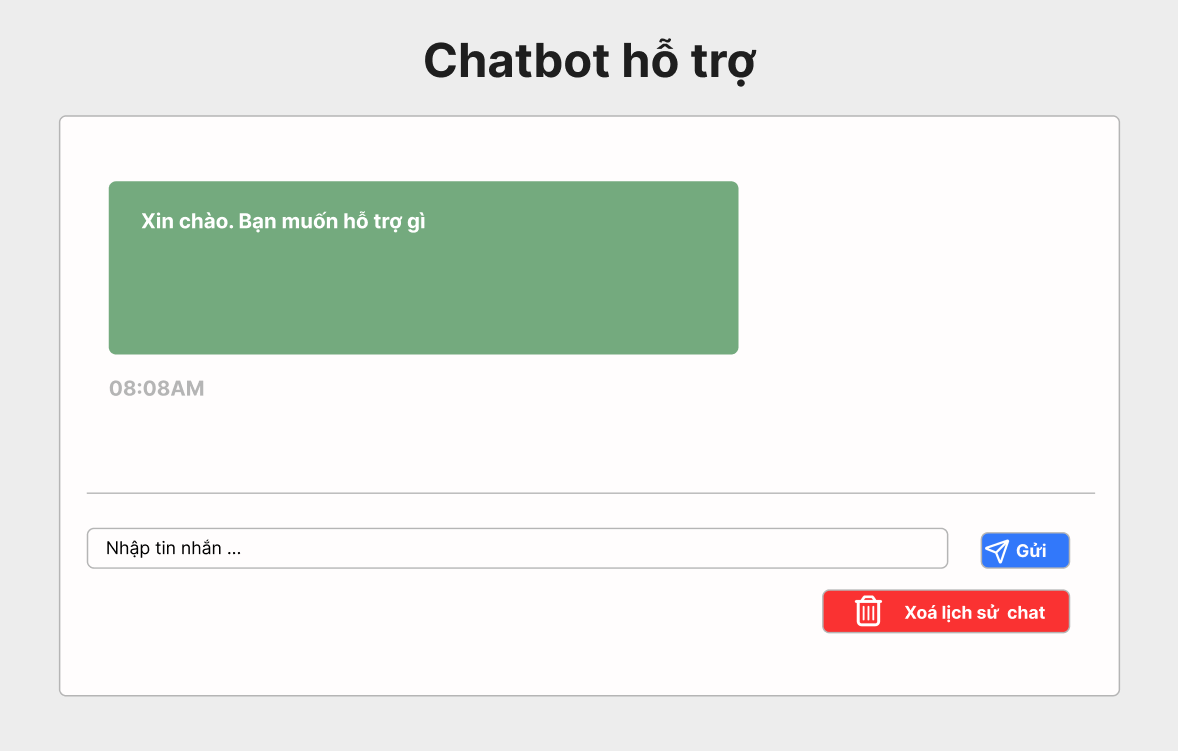 Chatbot hỗ trợ
Xin chào. Bạn muốn hỗ trợ gì
08:08AM
Nhập tin nhắn ...
Gửi
Xoá lịch sử  chat